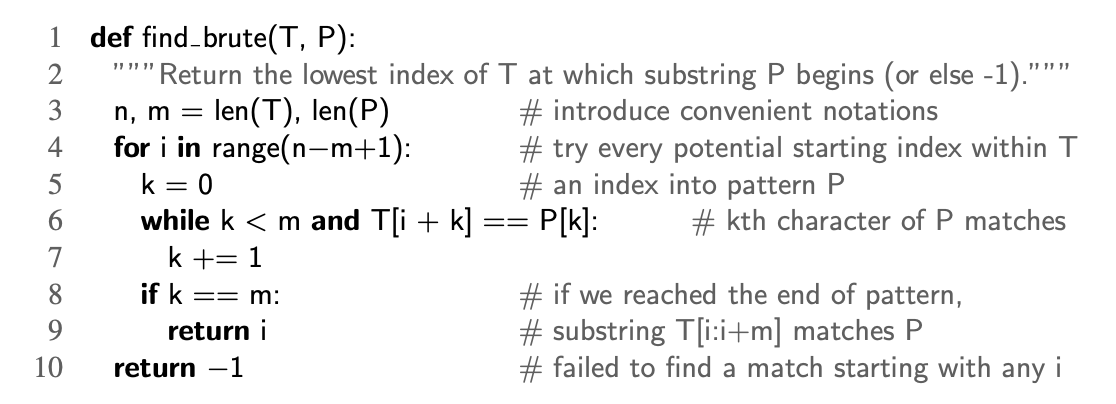 1 def find_brute(T, P):
2 """Return the lowest index of T at which substring P begins (or else -1)."""
3 n, m = len(T), len(P) # introduce convenient notations
4 for i in range(n−m+1): # try every potential starting index within T
5 k = 0 # an index into pattern P
6 while k < m and T[i + k] == P[k]: # kth character of P matches
7 k += 1
8 if k == m: # if we reached the end of pattern,
9 return i # substring T[i:i+m] matches P
10 return −1 # failed to find a match starting with any i